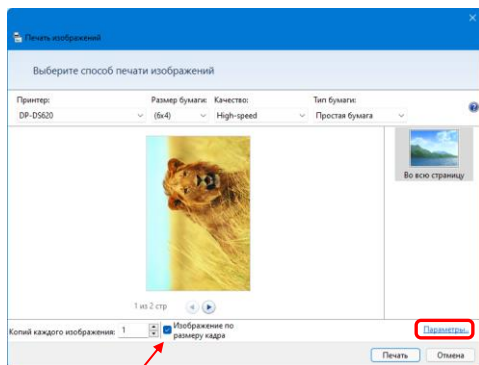 Печать изображений
Выберите способ печати изображений
Принтер: Размер бумаги: Качество: Тип бумаги:
DP-DS620 (6x4) High-speed Простая бумага
Во всю страницу
1 из 2 стр
Копий каждого изображения: 1 Изображение по
размеру кадра
Параметры...
Печать Отмена